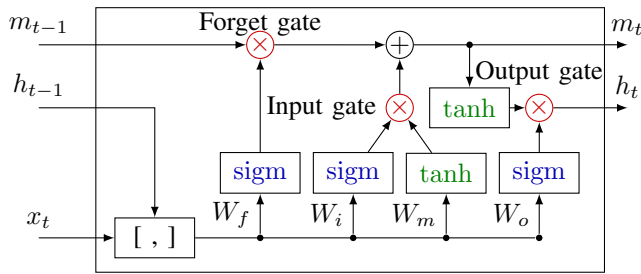 Forget gate
m_{t−1} × + m_t
Output gate
h_{t−1} Input gate × tanh × h_t
sigm sigm tanh sigm
W_f W_i W_m W_o
x_t [ , ]